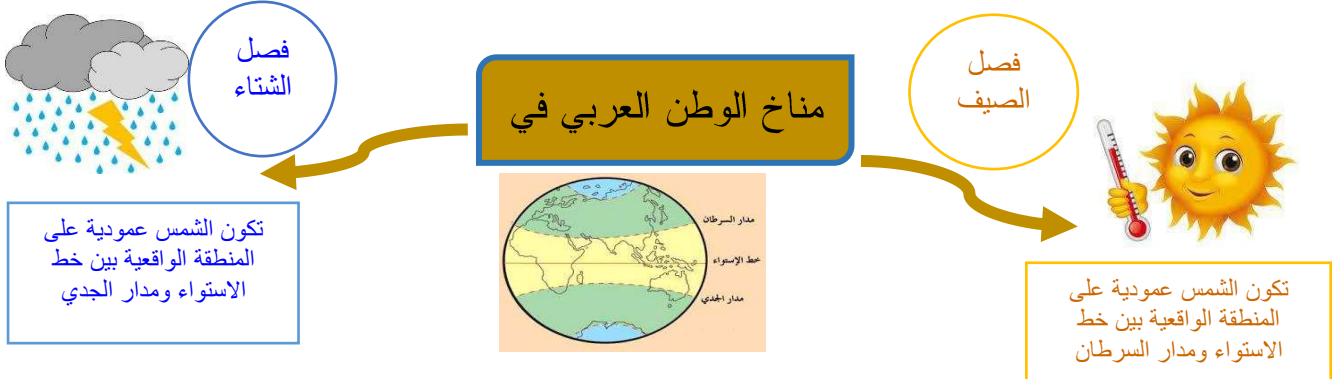 مناخ الوطن العربي في
فصل
الصيف
تكون الشمس عمودية على
المنطقة الواقعية بين خط
الاستواء ومدار السرطان
فصل
الشتاء
تكون الشمس عمودية على
المنطقة الواقعية بين خط
الاستواء ومدار الجدي
مدار السرطان
خط الإستواء
مدار الجدي